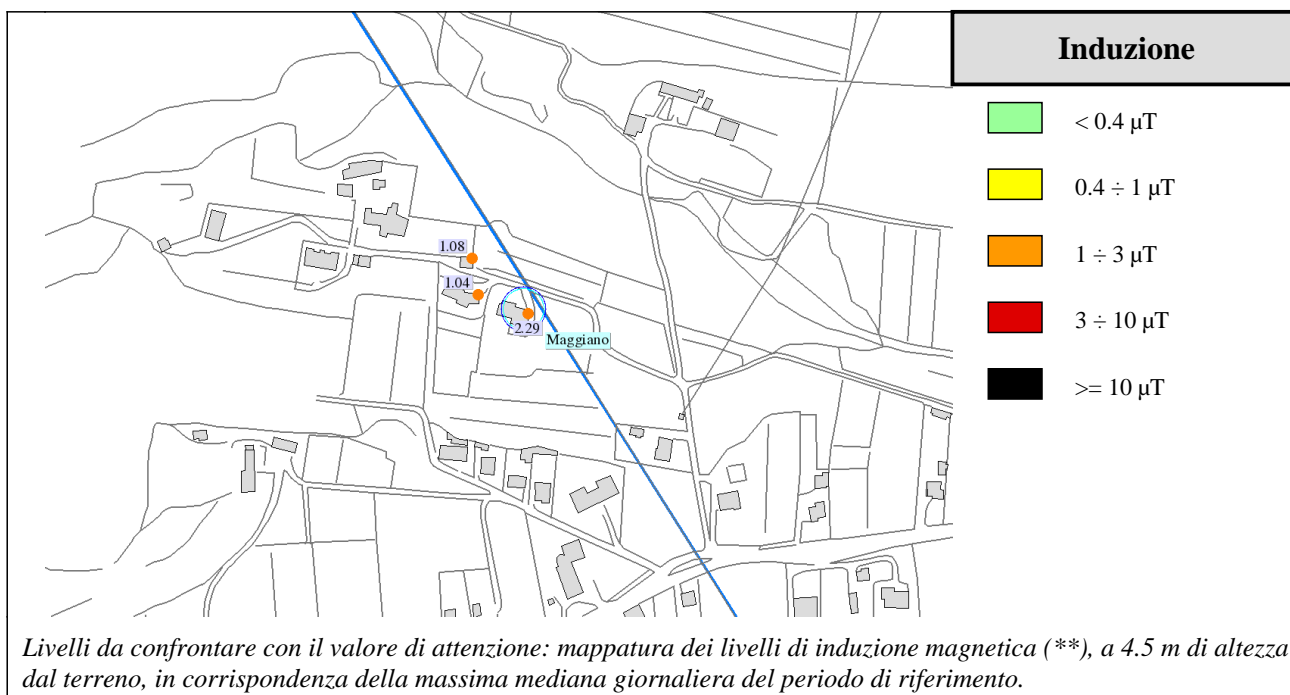 Induzione
< 0.4 µT
0.4 ÷ 1 µT
1 ÷ 3 µT
3 ÷ 10 µT
>= 10 µT
1.08
1.04
2.29
Maggiano
Livelli da confrontare con il valore di attenzione: mappatura dei livelli di induzione magnetica (**), a 4.5 m di altezza
dal terreno, in corrispondenza della massima mediana giornaliera del periodo di riferimento.